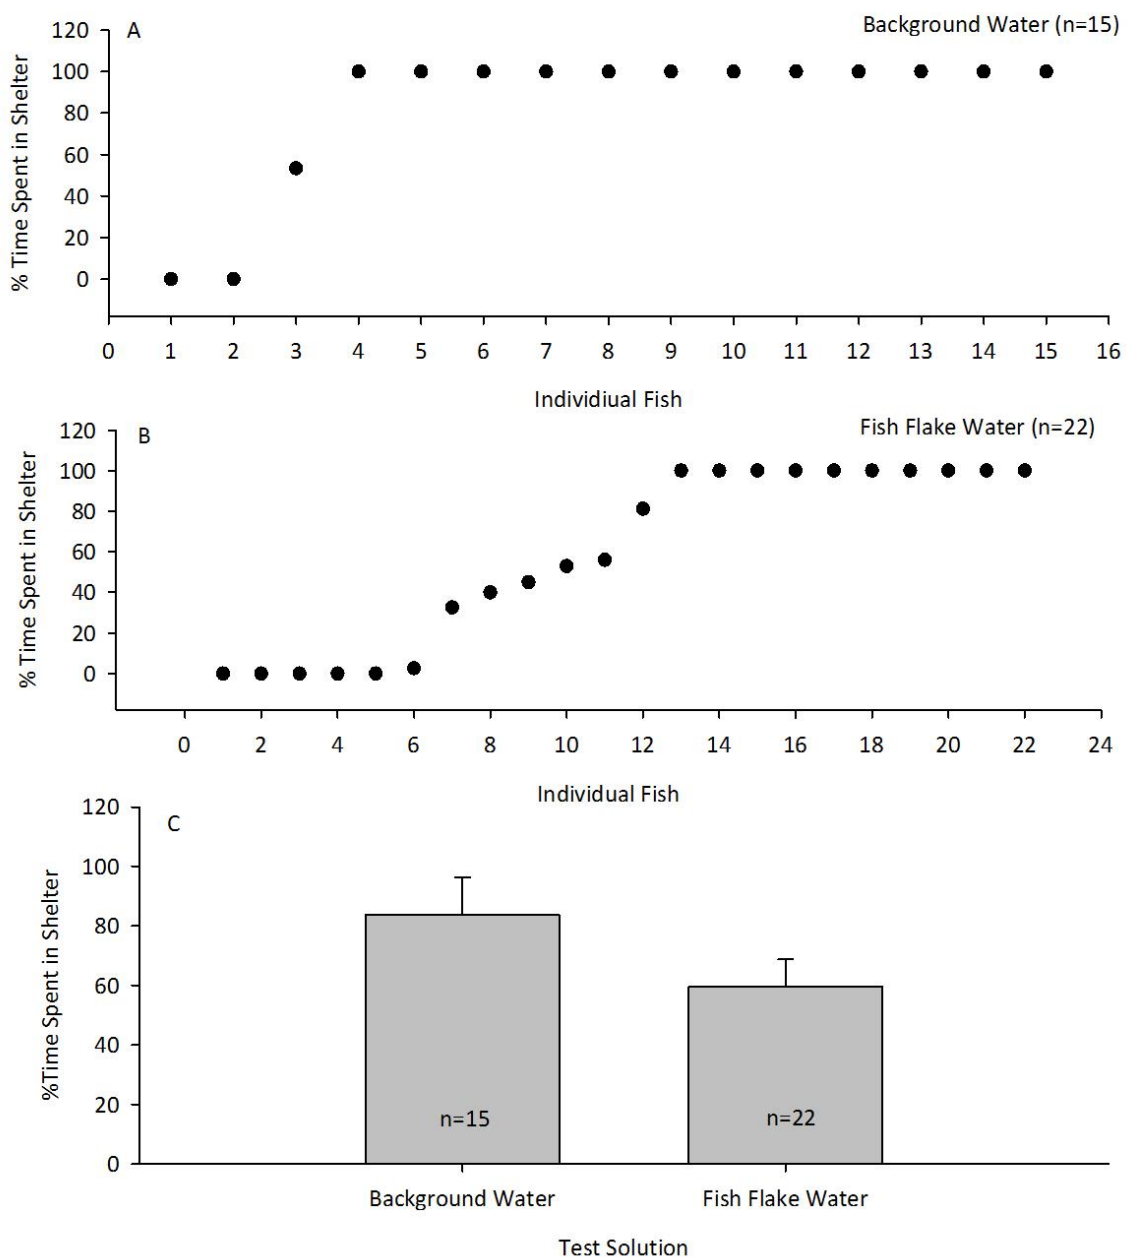 A
Background Water (n=15)
120
100
80
60
40
20
0
% Time Spent in Shelter
0 1 2 3 4 5 6 7 8 9 10 11 12 13 14 15 16
Individiual Fish
B
Fish Flake Water (n=22)
120
100
80
60
40
20
0
% Time Spent in Shelter
0 2 4 6 8 10 12 14 16 18 20 22 24
Individual Fish
C
120
100
80
60
40
20
0
%Time Spent in Shelter
n=15 n=22
Background Water Fish Flake Water
Test Solution